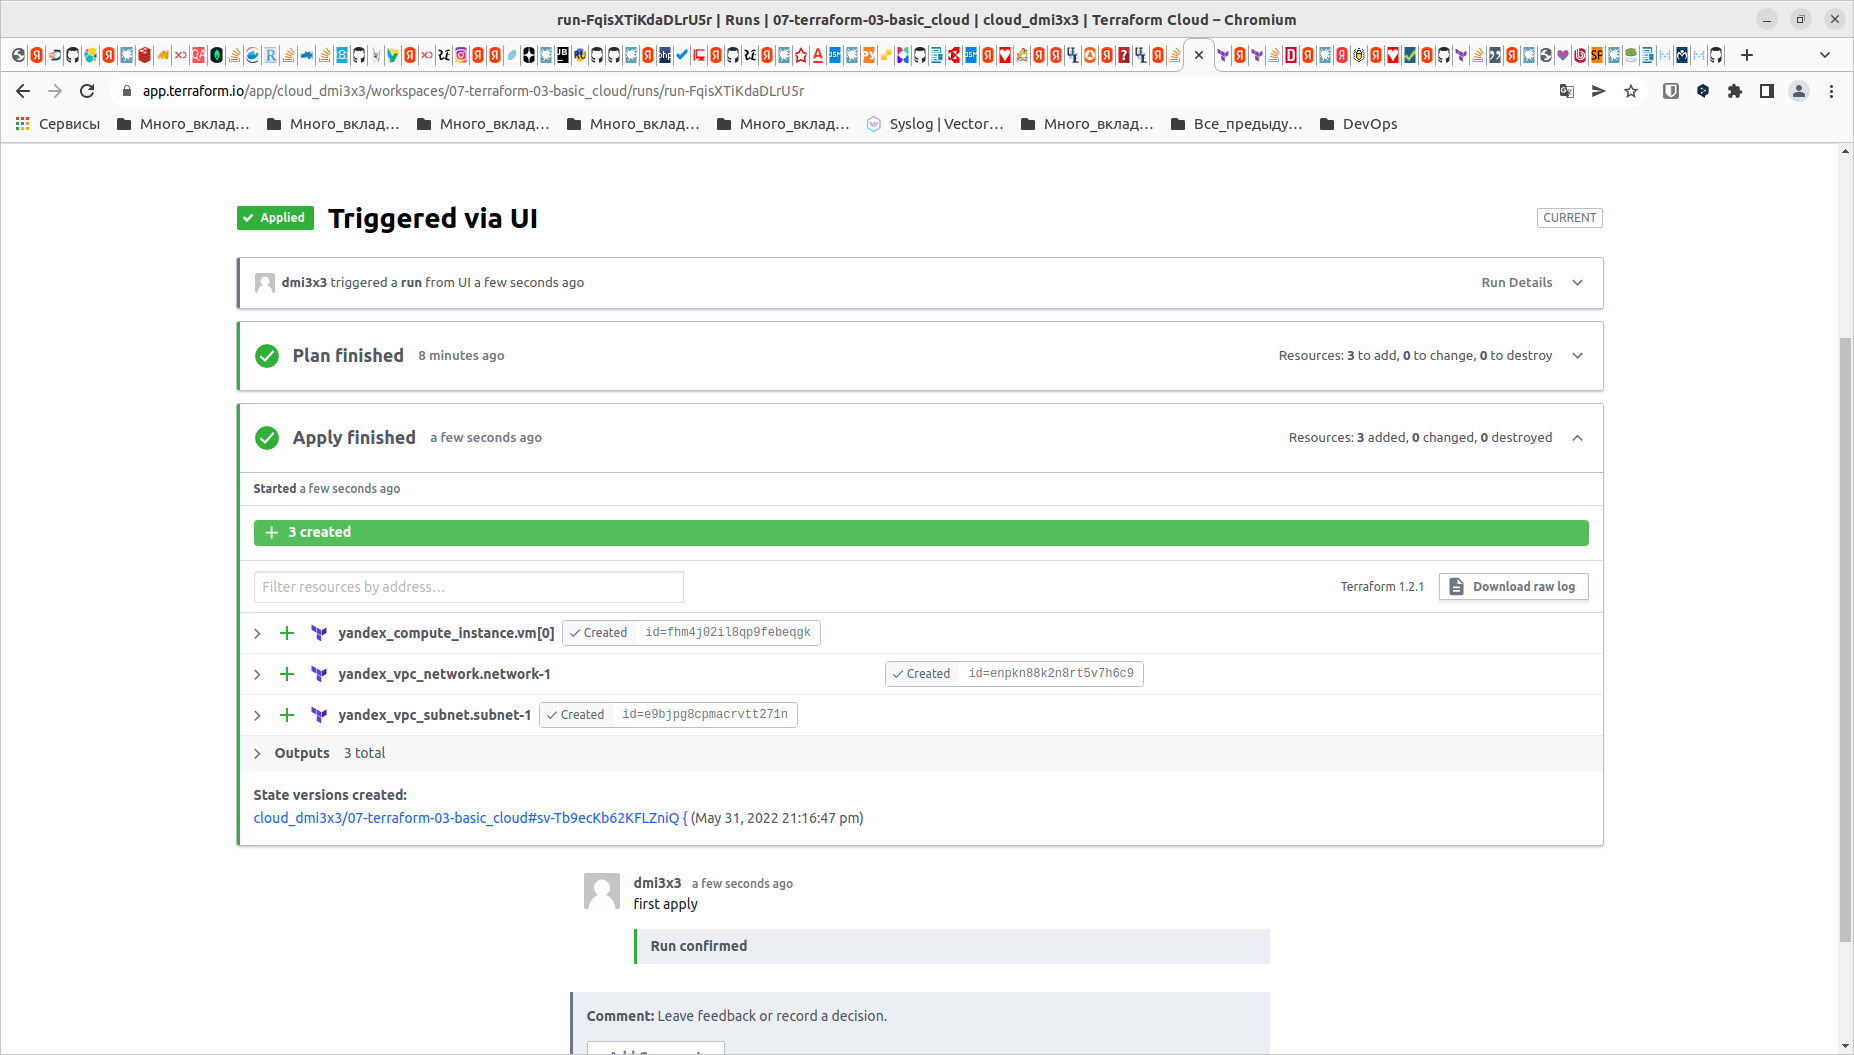 run-FqisXTiKdaDLrU5r | Runs | 07-terraform-03-basic_cloud | cloud_dmi3x3 | Terraform Cloud – Chromium
app.terraform.io/app/cloud_dmi3x3/workspaces/07-terraform-03-basic_cloud/runs/run-FqisXTiKdaDLrU5r
Сервисы Много_вклад... Много_вклад... Много_вклад... Много_вклад... Много_вклад... Syslog | Vector... Много_вклад... Все_предыду... DevOps
Applied Triggered via UI CURRENT
dmi3x3 triggered a run from UI a few seconds ago Run Details
Plan finished 8 minutes ago Resources: 3 to add, 0 to change, 0 to destroy
Apply finished a few seconds ago Resources: 3 added, 0 changed, 0 destroyed
Started a few seconds ago
3 created
Filter resources by address... Terraform 1.2.1 Download raw log
yandex_compute_instance.vm[0] Created id=fhm4j02il8qp9febeqgk
yandex_vpc_network.network-1 Created id=enpkn88k2n8rt5v7h6c9
yandex_vpc_subnet.subnet-1 Created id=e9bjpg8cpmacrvtt271n
Outputs 3 total
State versions created:
cloud_dmi3x3/07-terraform-03-basic_cloud#sv-Tb9ecKb62KFLZniQ { (May 31, 2022 21:16:47 pm)
dmi3x3 a few seconds ago
first apply
Run confirmed
Comment: Leave feedback or record a decision.